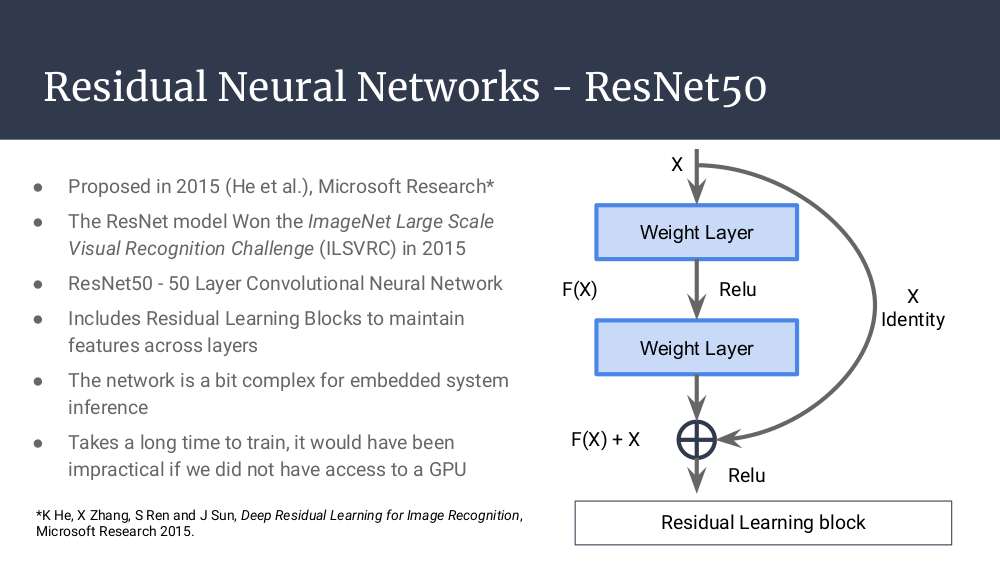 Residual Neural Networks - ResNet50
● Proposed in 2015 (He et al.), Microsoft Research*
● The ResNet model Won the ImageNet Large Scale
Visual Recognition Challenge (ILSVRC) in 2015
● ResNet50 - 50 Layer Convolutional Neural Network
● Includes Residual Learning Blocks to maintain
features across layers
● The network is a bit complex for embedded system
inference
● Takes a long time to train, it would have been
impractical if we did not have access to a GPU
*K He, X Zhang, S Ren and J Sun, Deep Residual Learning for Image Recognition,
Microsoft Research 2015.
X
Weight Layer
F(X)
Relu
X
Identity
Weight Layer
F(X) + X
Relu
Residual Learning block